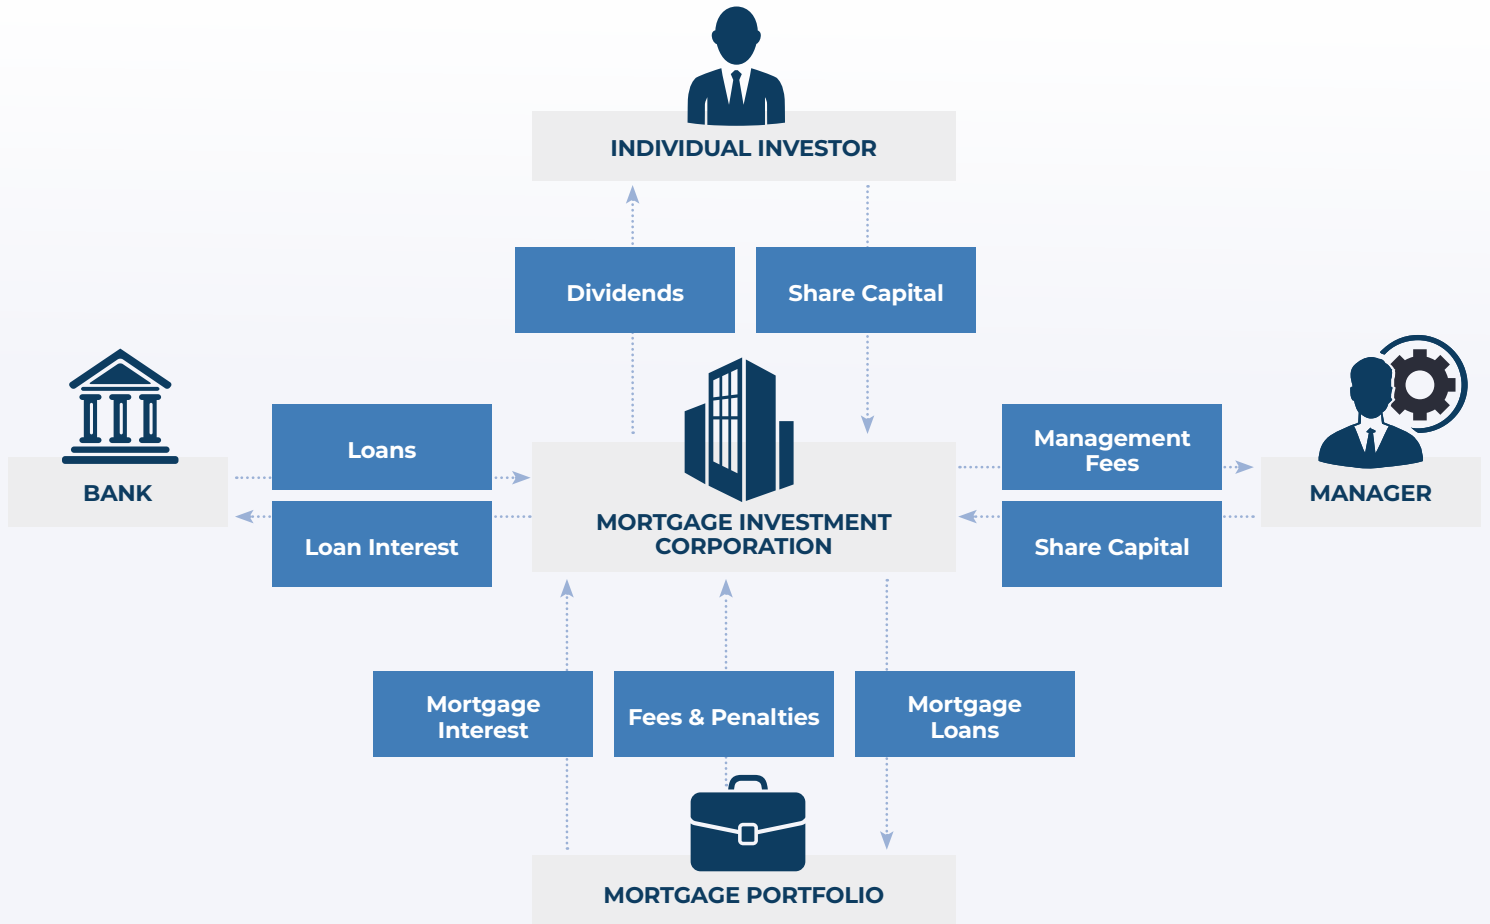 INDIVIDUAL INVESTOR
Dividends
Share Capital
Loans
Management
Fees
BANK
MANAGER
MORTGAGE INVESTMENT
CORPORATION
Loan Interest
Share Capital
Mortgage
Interest
Fees & Penalties
Mortgage
Loans
MORTGAGE PORTFOLIO